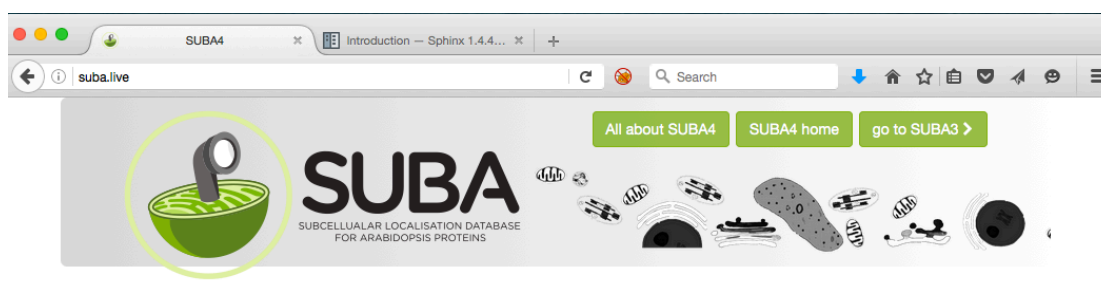 SUBA4
Introduction — Sphinx 1.4.4...
suba.live
Search
All about SUBA4
SUBA4 home
go to SUBA3
SUBA
SUBCELLUALAR LOCALISATION DATABASE
FOR ARABIDOPSIS PROTEINS